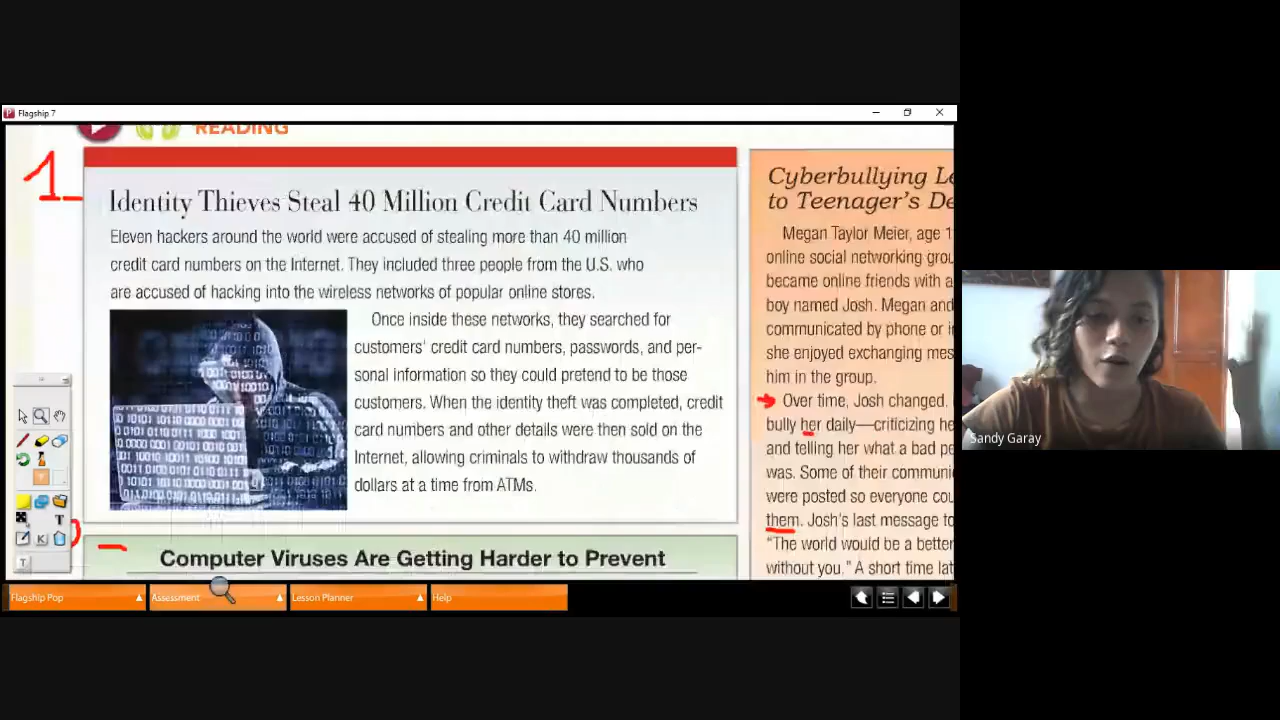 Flagship 7
READING
1
Identity Thieves Steal 40 Million Credit Card Numbers
Eleven hackers around the world were accused of stealing more than 40 million
credit card numbers on the Internet. They included three people from the U.S. who
are accused of hacking into the wireless networks of popular online stores.
Once inside these networks, they searched for
customers' credit card numbers, passwords, and per-
sonal information so they could pretend to be those
customers. When the identity theft was completed, credit
card numbers and other details were then sold on the
Internet, allowing criminals to withdraw thousands of
dollars at a time from ATMs.
Computer Viruses Are Getting Harder to Prevent
Cyberbullying Le
to Teenager's De
Megan Taylor Meier, age 1
online social networking grou
became online friends with a
boy named Josh. Megan and
communicated by phone or i
she enjoyed exchanging mes
him in the group.
Over time, Josh changed.
bully her daily—criticizing he
and telling her what a bad pe
was. Some of their communi
were posted so everyone cou
them. Josh's last message to
"The world would be a better
without you." A short time lat
Flagship Pop
Assessment
Lesson Planner
Help
Sandy Garay